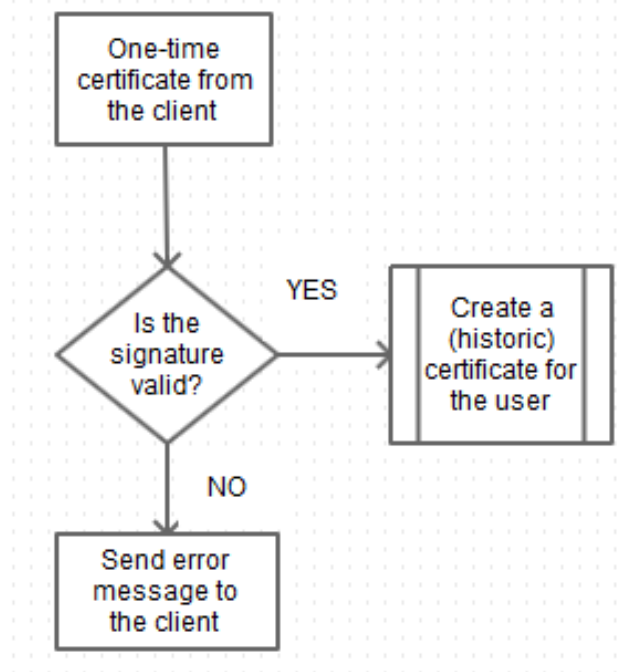 One-time
certificate from
the client
Is the
signature
valid?
YES
Create a
(historic)
certificate for
the user
NO
Send error
message to
the client